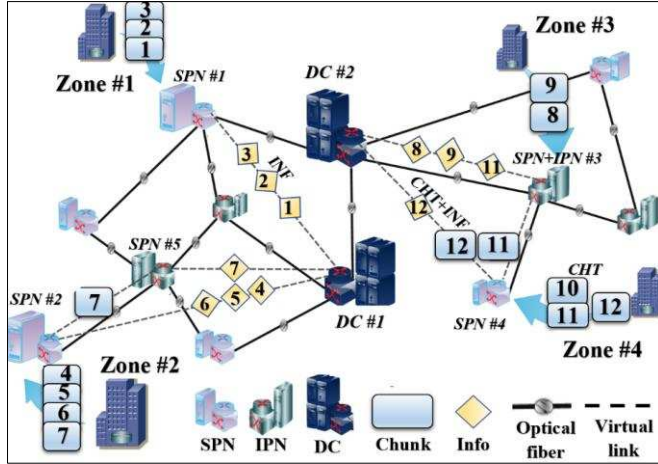 3
2
1
Zone #1
SPN #1
DC #2
Zone #3
9
8
SPN+IPN #3
3
2
1
INF
8
9
11
12
CHT+INF
12
11
SPN #5
7
6
5
4
SPN #2
7
DC #1
SPN #4
CHT
10
11
12
Zone #4
4
5
6
7
Zone #2
SPN
IPN
DC
Chunk
Info
Optical
fiber
Virtual
link